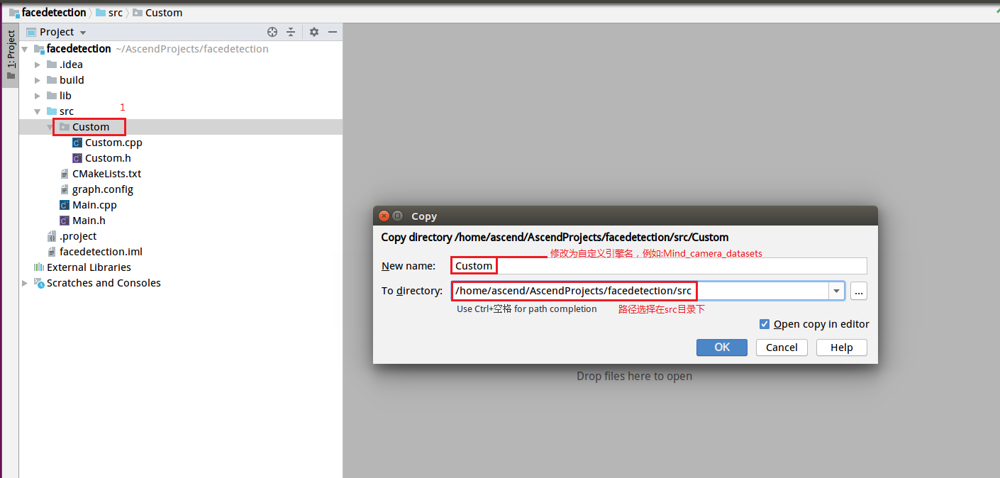 facedetection src Custom
1: Project
Project
facedetection ~/AscendProjects/facedetection
.idea
build
lib
src
1
Custom
Custom.cpp
Custom.h
CMakeLists.txt
graph.config
Main.cpp
Main.h
.project
facedetection.iml
External Libraries
Scratches and Consoles
Copy
Copy directory /home/ascend/AscendProjects/facedetection/src/Custom
修改为自定义引擎名，例如:Mind_camera_datasets
New name: Custom
To directory: /home/ascend/AscendProjects/facedetection/src ...
Use Ctrl+空格 for path completion 路径选择在src目录下
Open copy in editor
OK Cancel Help
Drop files here to open